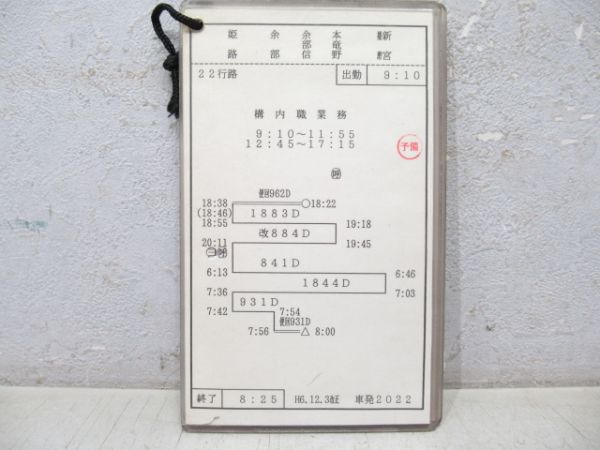 姫路 余部 余部信 本竜野 播磨新宮
22行路 出勤 9:10
構内職業務
9:10～11:55
12:45～17:15
予備
呼
18:38 962D 18:22
(18:46) 1883D
18:55 19:18
改884D
20:11 19:45
841D
6:13 6:46
1844D
7:36 7:03
931D
7:42 7:54
931D
7:56 △ 8:00
終了 8:25 H6.12.3改正 車発2022